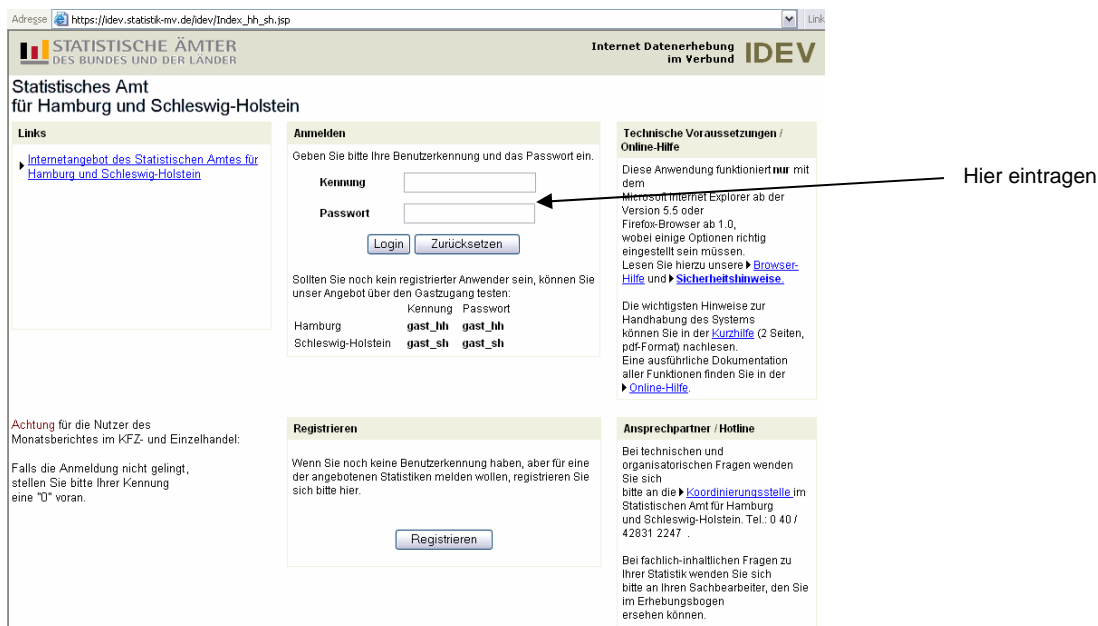 Adresse https://idev.statistik-mv.de/idev/Index_hh_sh.jsp Link
STATISTISCHE ÄMTER
DES BUNDES UND DER LÄNDER
Internet Datenerhebung
im Verbund
IDEV
Statistisches Amt
für Hamburg und Schleswig-Holstein
Links
Internetangebot des Statistischen Amtes für
Hamburg und Schleswig-Holstein
Anmelden
Geben Sie bitte Ihre Benutzerkennung und das Passwort ein.
Kennung
Passwort
Login Zurücksetzen
Sollten Sie noch kein registrierter Anwender sein, können Sie
unser Angebot über den Gastzugang testen:
Kennung Passwort
Hamburg gast_hh gast_hh
Schleswig-Holstein gast_sh gast_sh
Technische Voraussetzungen /
Online-Hilfe
Diese Anwendung funktioniert nur mit
dem
Microsoft Internet Explorer ab der
Version 5.5 oder
Firefox-Browser ab 1.0,
wobei einige Optionen richtig
eingestellt sein müssen.
Lesen Sie hierzu unsere Browser-
Hilfe und Sicherheitshinweise.
Die wichtigsten Hinweise zur
Handhabung des Systems
können Sie in der Kurzhilfe (2 Seiten,
pdf-Format) nachlesen.
Eine ausführliche Dokumentation
aller Funktionen finden Sie in der
Online-Hilfe.
Hier eintragen
Achtung für die Nutzer des
Monatsberichtes im KFZ- und Einzelhandel:
Falls die Anmeldung nicht gelingt,
stellen Sie bitte Ihrer Kennung
eine "0" voran.
Registrieren
Wenn Sie noch keine Benutzerkennung haben, aber für eine
der angebotenen Statistiken melden wollen, registrieren Sie
sich bitte hier.
Registrieren
Ansprechpartner / Hotline
Bei technischen und
organisatorischen Fragen wenden
Sie sich
bitte an die Koordinierungsstelle im
Statistischen Amt für Hamburg
und Schleswig-Holstein. Tel.: 0 40 /
42831 2247 .
Bei fachlich-inhaltlichen Fragen zu
Ihrer Statistik wenden Sie sich
bitte an Ihren Sachbearbeiter, den Sie
im Erhebungsbogen
ersehen können.